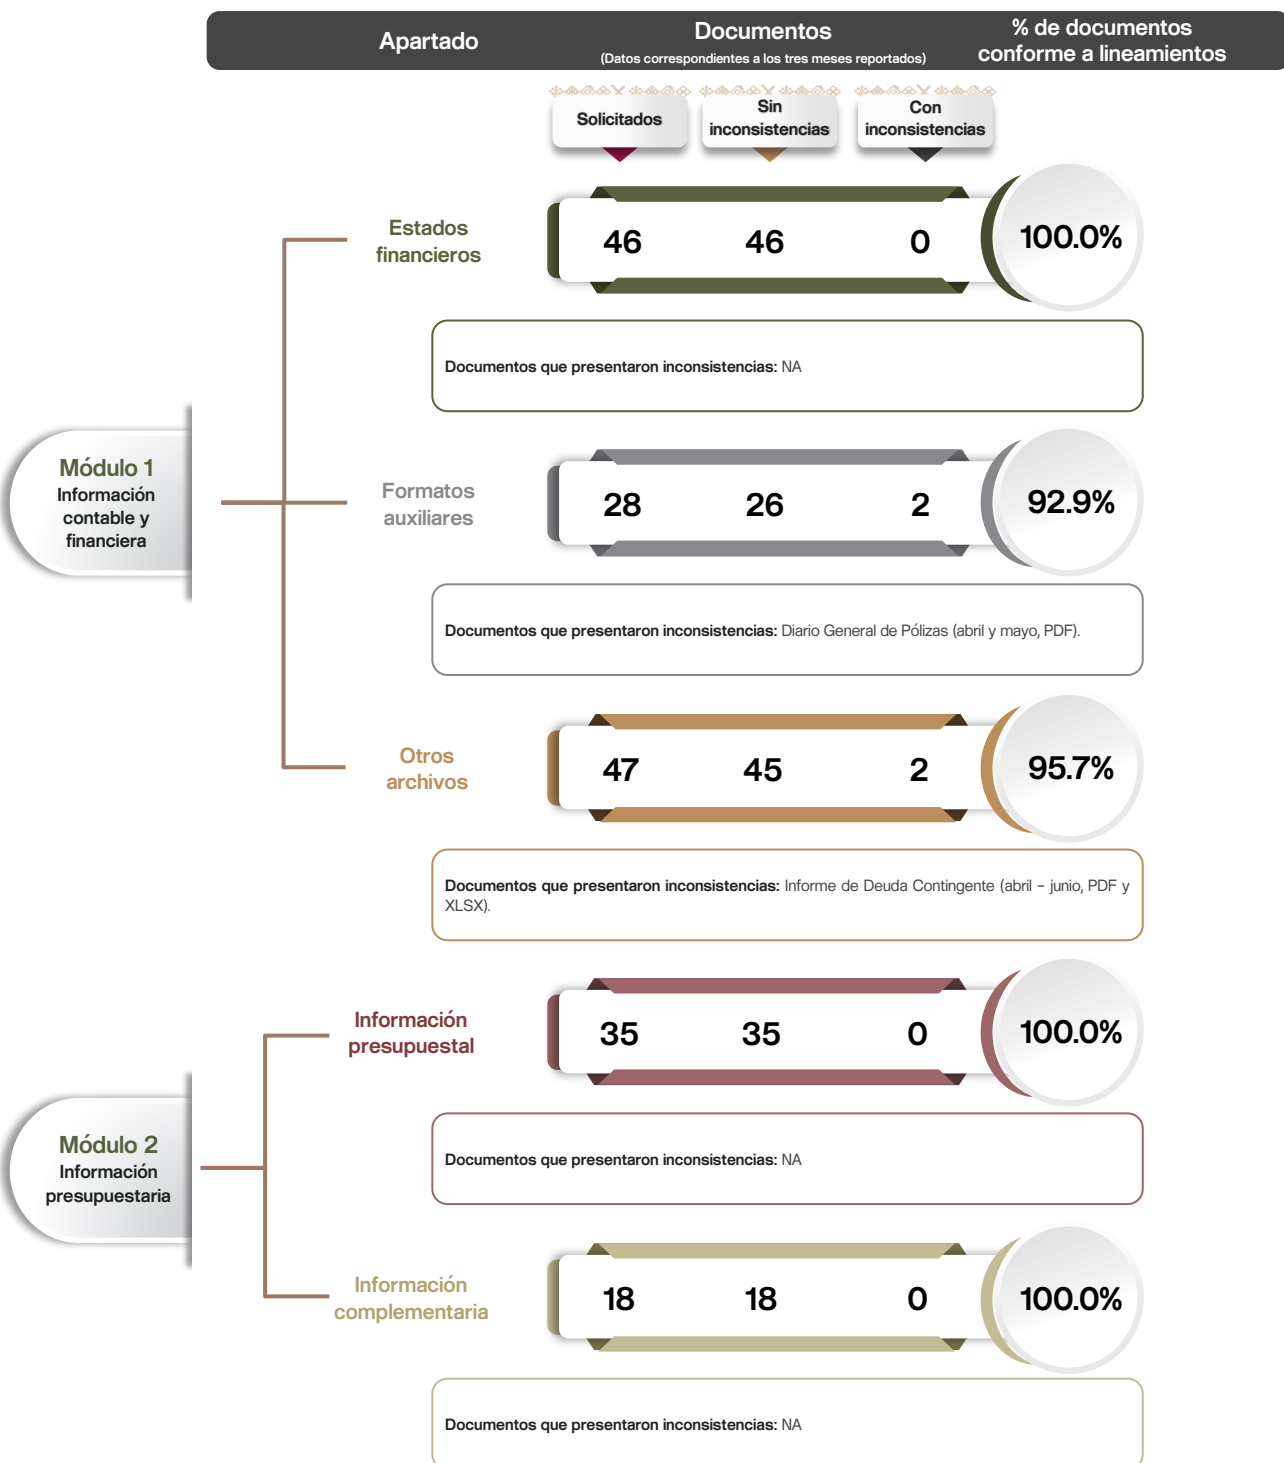 Apartado
Documentos
(Datos correspondientes a los tres meses reportados)
% de documentos
conforme a lineamientos
Solicitados
Sin
inconsistencias
Con
inconsistencias
Módulo 1
Información
contable y
financiera
Estados
financieros
46 46 0 100.0%
Documentos que presentaron inconsistencias: NA
Formatos
auxiliares
28 26 2 92.9%
Documentos que presentaron inconsistencias: Diario General de Pólizas (abril y mayo, PDF).
Otros
archivos
47 45 2 95.7%
Documentos que presentaron inconsistencias: Informe de Deuda Contingente (abril – junio, PDF y
XLSX).
Módulo 2
Información
presupuestaria
Información
presupuestal
35 35 0 100.0%
Documentos que presentaron inconsistencias: NA
Información
complementaria
18 18 0 100.0%
Documentos que presentaron inconsistencias: NA